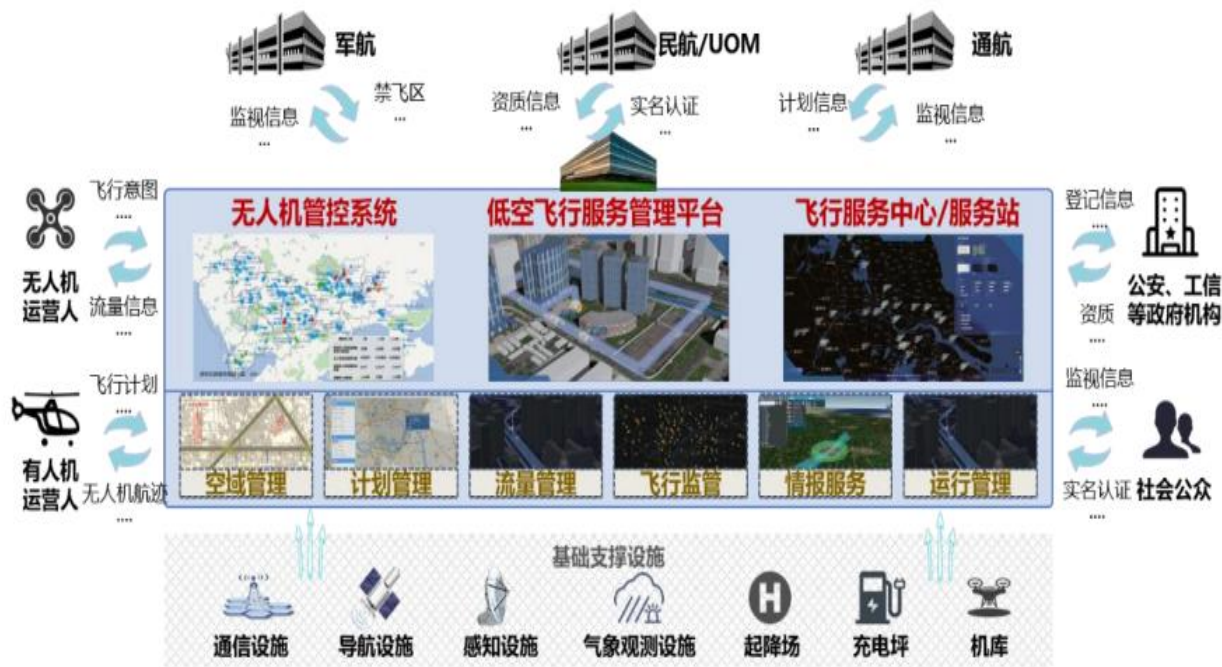 军航
民航/UOM
通航
监视信息
...
禁飞区
...
资质信息
...
实名认证
...
计划信息
...
监视信息
...
飞行意图
....
无人机
运营人
流量信息
....
飞行计划
....
有人机
运营人
无人机航迹
....
无人机管控系统
低空飞行服务管理平台
飞行服务中心/服务站
空域管理
计划管理
流量管理
飞行监管
情报服务
运行管理
登记信息
....
公安、工信
等政府机构
资质
....
监视信息
....
实名认证
....
社会公众
基础支撑设施
通信设施
导航设施
感知设施
气象观测设施
起降场
充电坪
机库